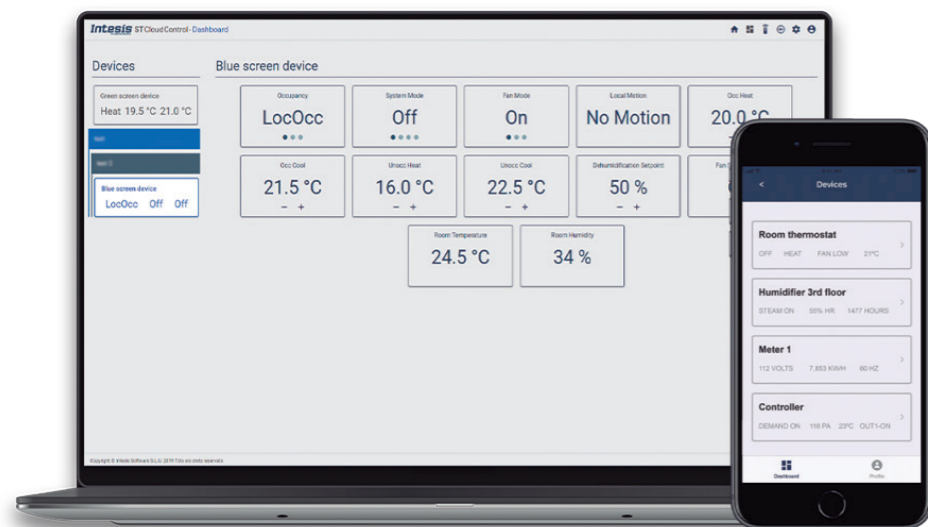 Intesis ST Cloud Control - Dashboard
Devices
Green screen device
Heat 19.5 °C 21.0 °C
Blue screen device
LocOcc Off Off
Blue screen device
Occupancy
LocOcc
System Mode
Off
Fan Mode
On
Local Motion
No Motion
Occ Heat
20.0 °C
Occ Cool
21.5 °C
- +
Unocc Heat
16.0 °C
- +
Unocc Cool
22.5 °C
- +
Dehumidification Setpoint
50 %
- +
Room Temperature
24.5 °C
Room Humidity
34 %
<
Devices
Room thermostat
OFF HEAT FAN LOW 21ºC
Humidifier 3rd floor
STEAM ON 55% HR 1477 HOURS
Meter 1
112 VOLTS 7,853 KWH 60 HZ
Controller
DEMAND ON 116 PA 23ºC OUT1-ON
Dashboard
Profile